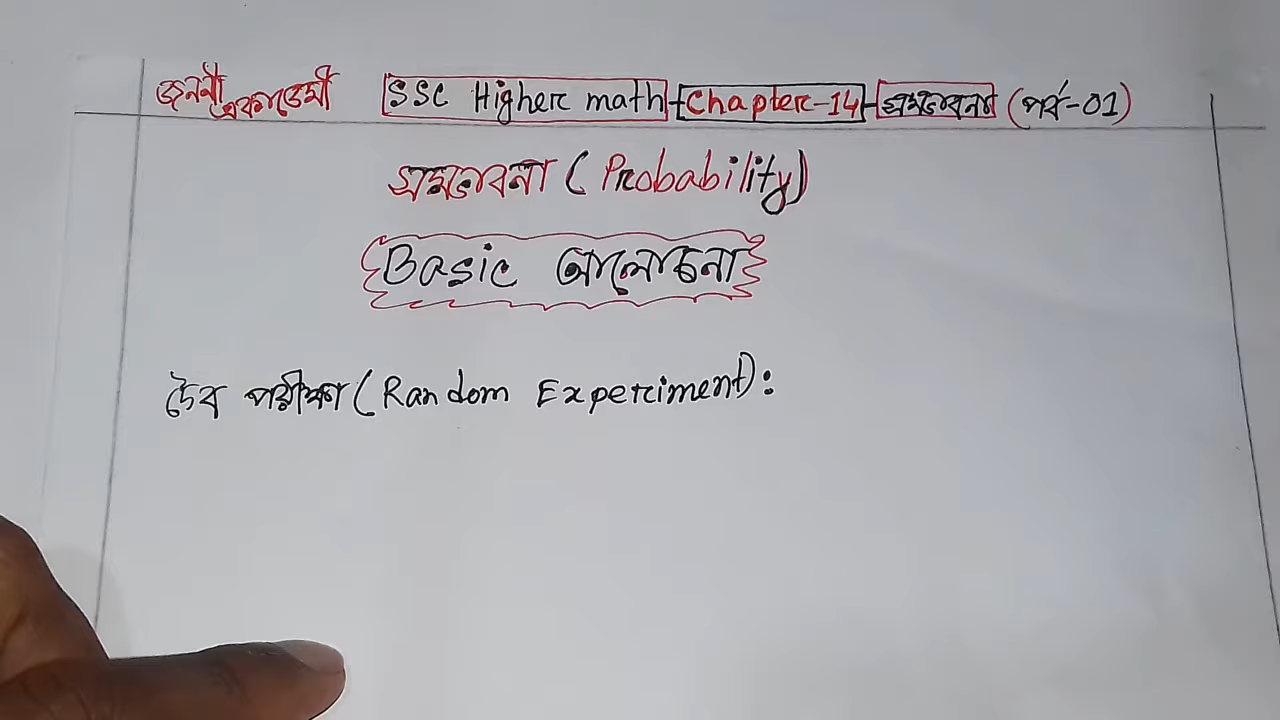 জননী একাডেমী SSC Higher math - Chapter-14 - সম্ভাবনা (পর্ব-01)
সম্ভাবনা (Probability)
Basic আলোচনা
দৈব পরীক্ষা (Random Experiment):